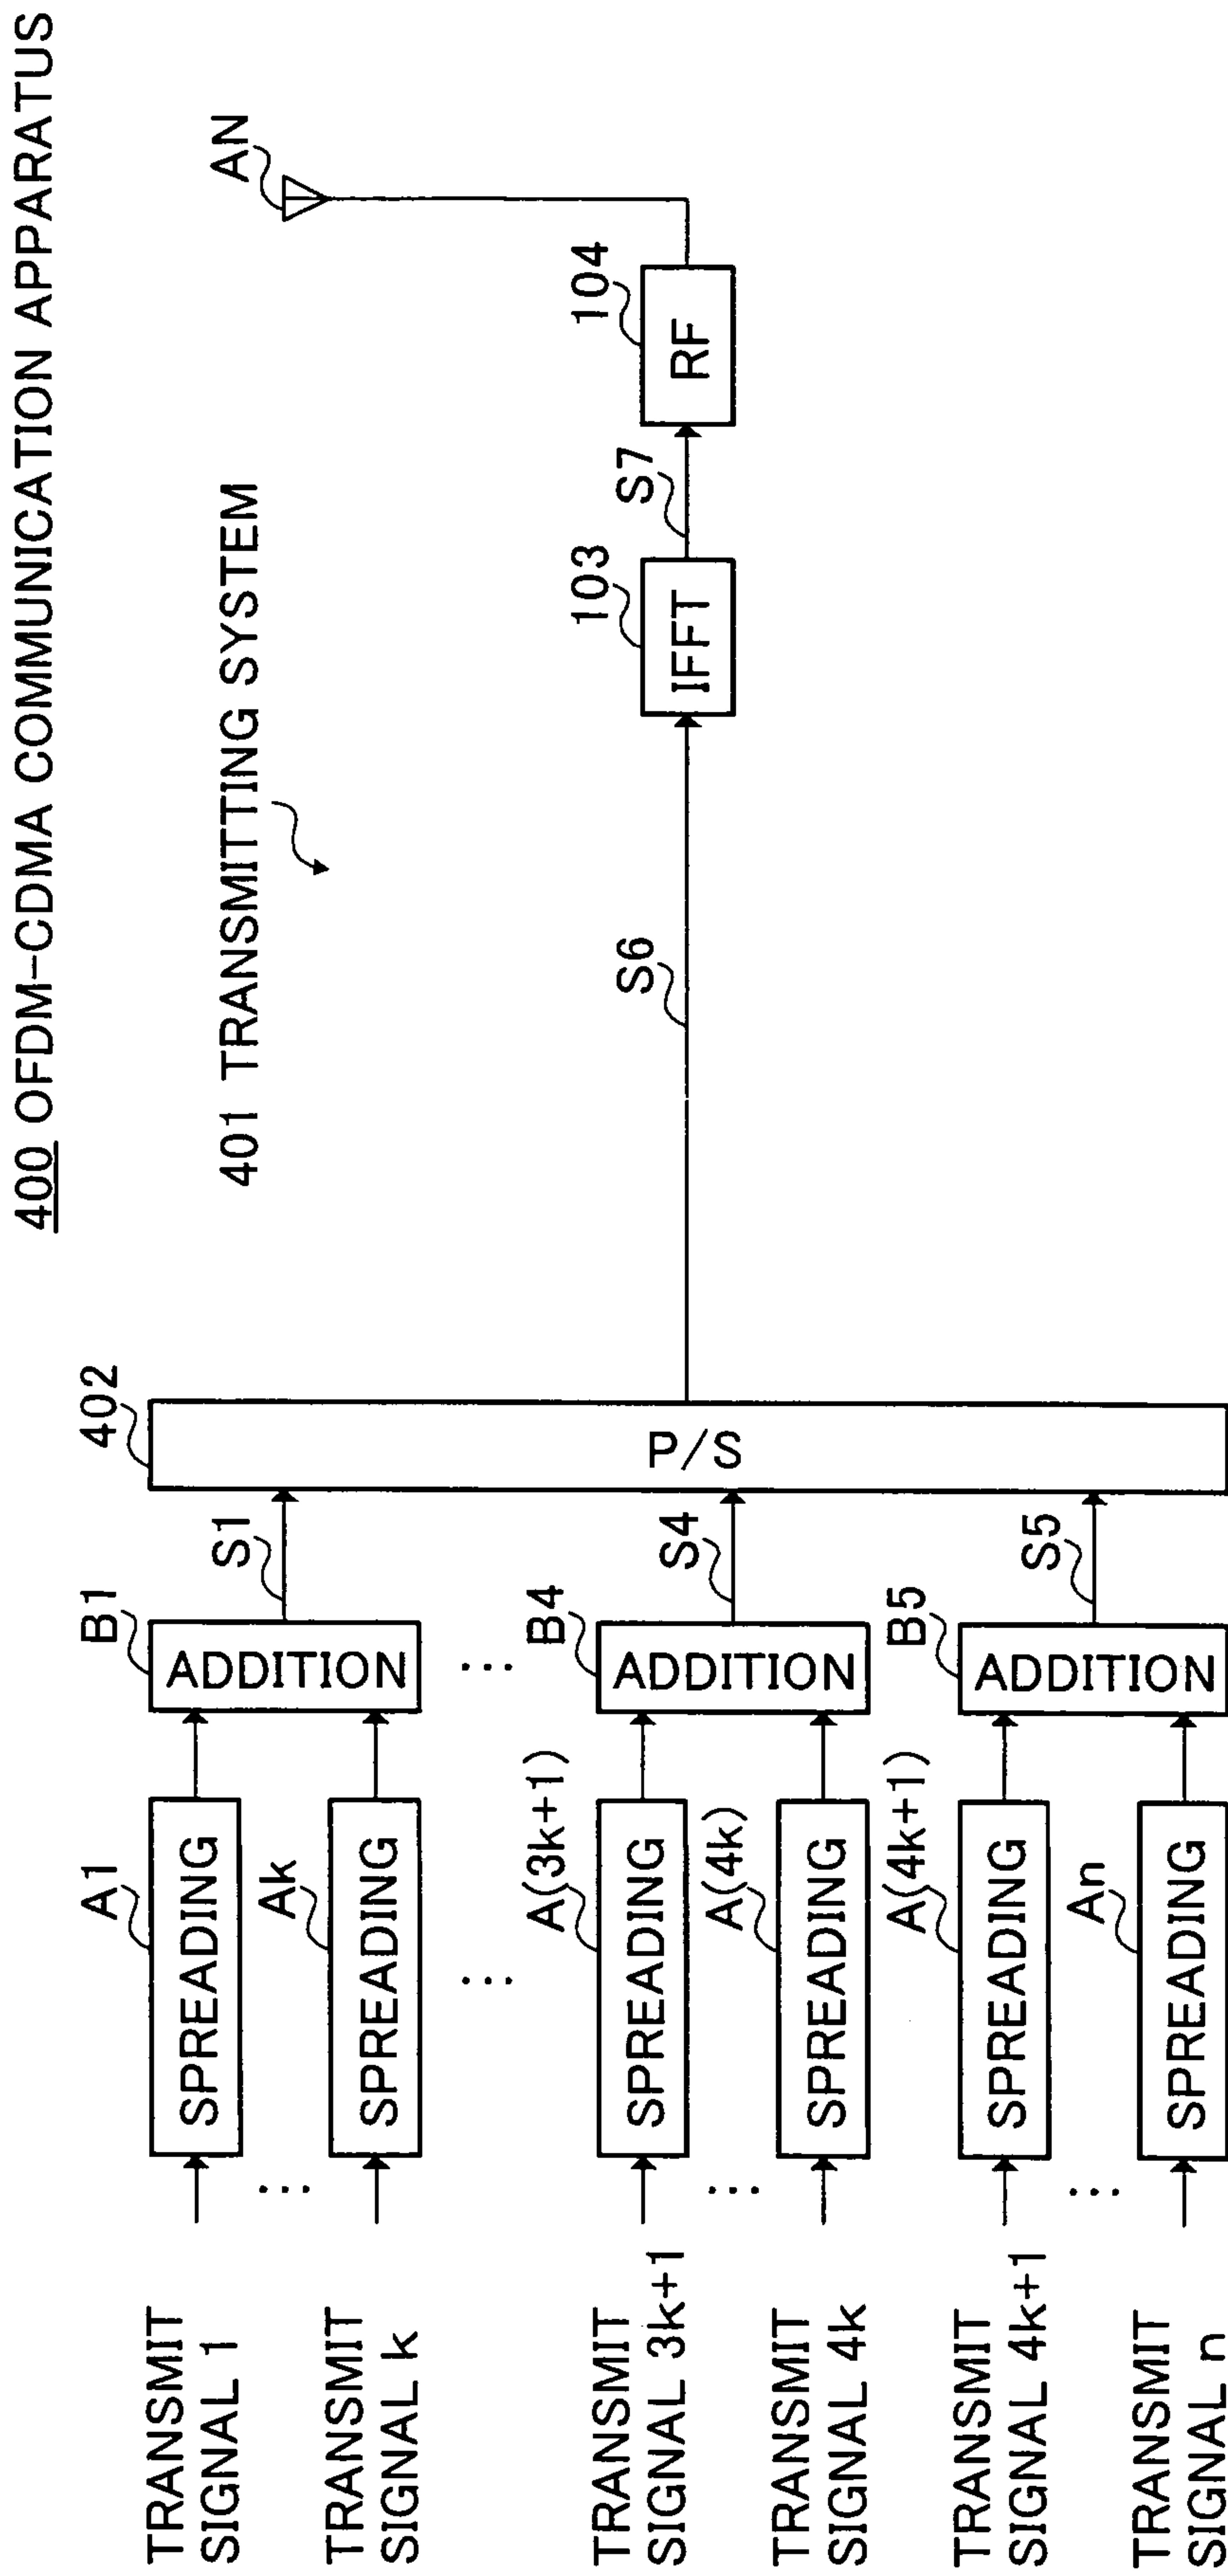 400 OFDM-CDMA COMMUNICATION APPARATUS
401 TRANSMITTING SYSTEM
AN
TRANSMIT
SIGNAL 1
A1
SPREADING
B1
ADDITION
S1
402
P/S
TRANSMIT
SIGNAL k
Ak
SPREADING
...
...
...
TRANSMIT
SIGNAL 3k+1
A(3k+1)
SPREADING
B4
ADDITION
S4
...
TRANSMIT
SIGNAL 4k
A(4k)
SPREADING
S6
103
IFFT
S7
104
RF
TRANSMIT
SIGNAL 4k+1
A(4k+1)
SPREADING
B5
ADDITION
S5
...
TRANSMIT
SIGNAL n
An
SPREADING